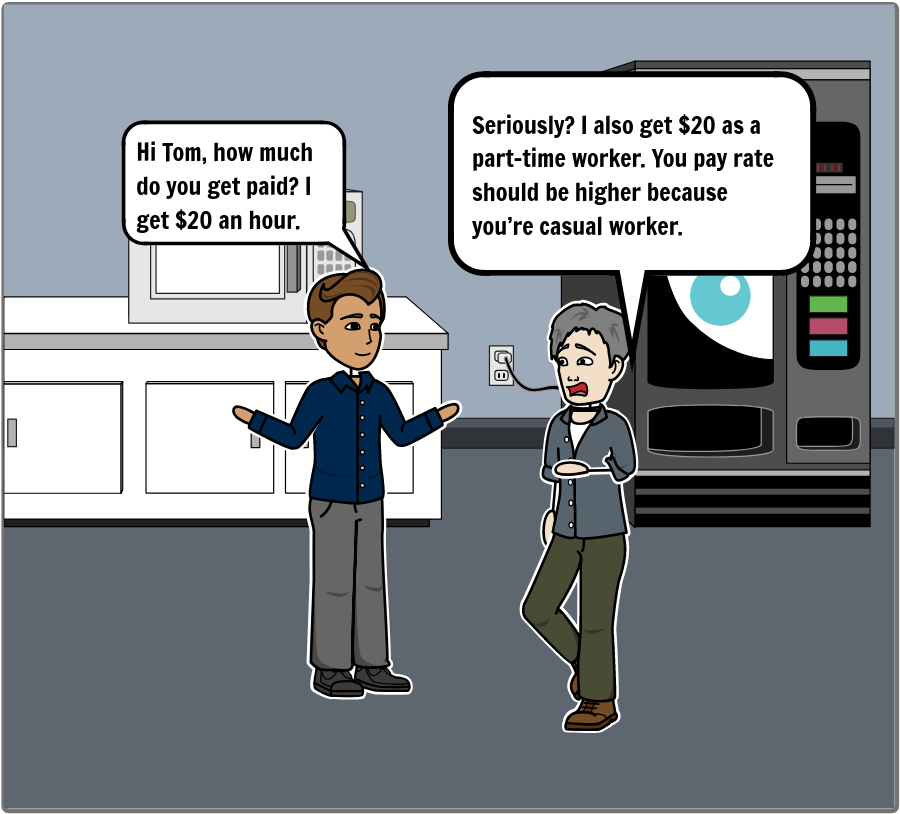 Hi Tom, how much
do you get paid? I
get $20 an hour.
Seriously? I also get $20 as a
part-time worker. You pay rate
should be higher because
you're casual worker.